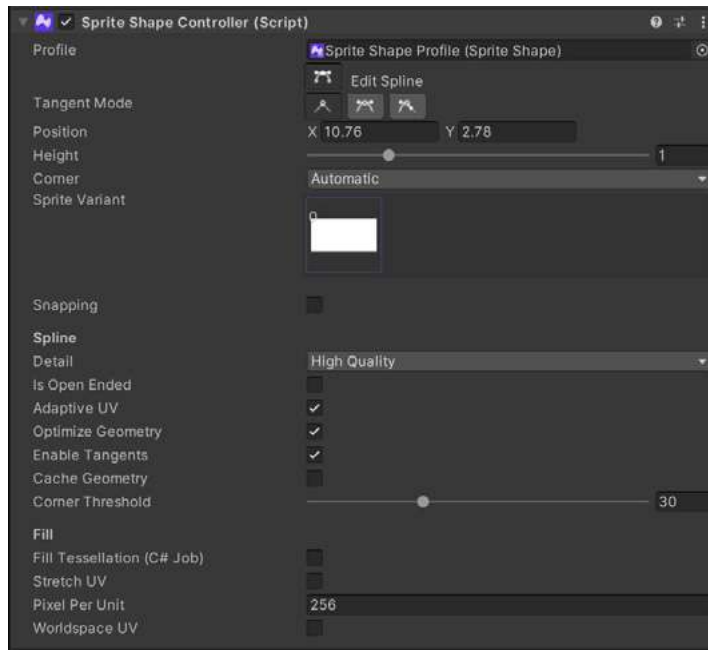 Sprite Shape Controller (Script)
Profile Sprite Shape Profile (Sprite Shape)
Edit Spline
Tangent Mode
Position X 10.76 Y 2.78
Height 1
Corner Automatic
Sprite Variant
0
Snapping
Spline
Detail High Quality
Is Open Ended
Adaptive UV
Optimize Geometry
Enable Tangents
Cache Geometry
Corner Threshold 30
Fill
Fill Tessellation (C# Job)
Stretch UV
Pixel Per Unit 256
Worldspace UV